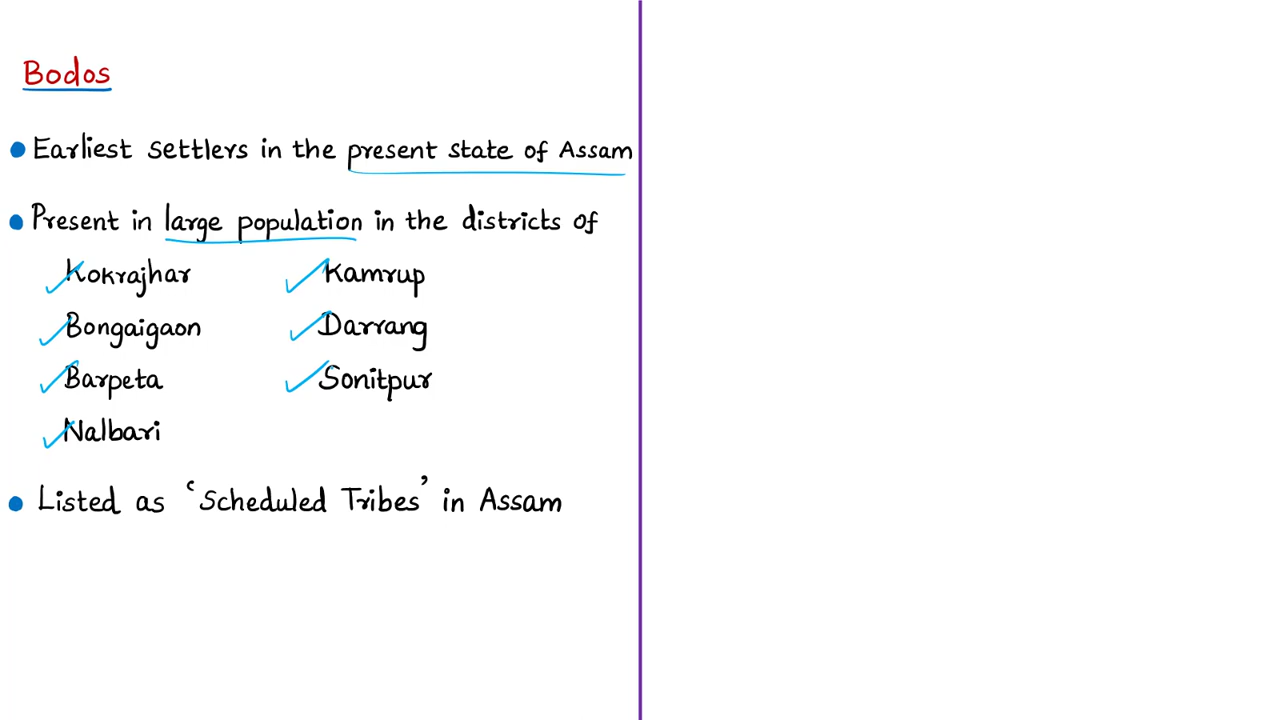 Bodos
Earliest settlers in the present state of Assam
Present in large population in the districts of
Kokrajhar Kamrup
Bongaigaon Darrang
Barpeta Sonitpur
Nalbari
Listed as ‘Scheduled Tribes’ in Assam